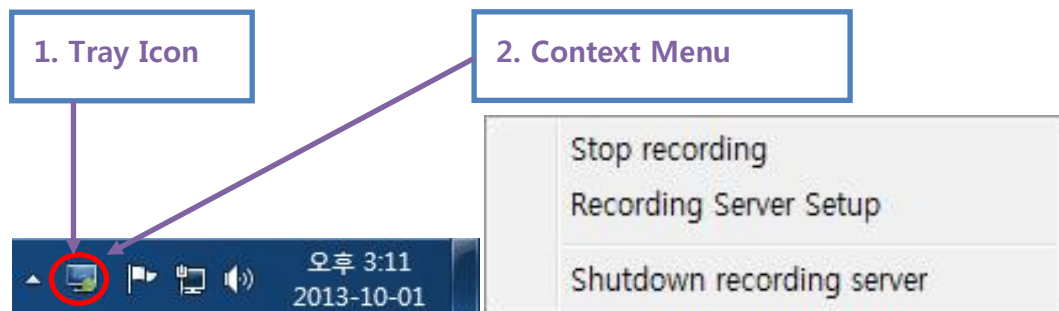 1. Tray Icon
2. Context Menu
Stop recording
Recording Server Setup
Shutdown recording server
오후 3:11
2013-10-01